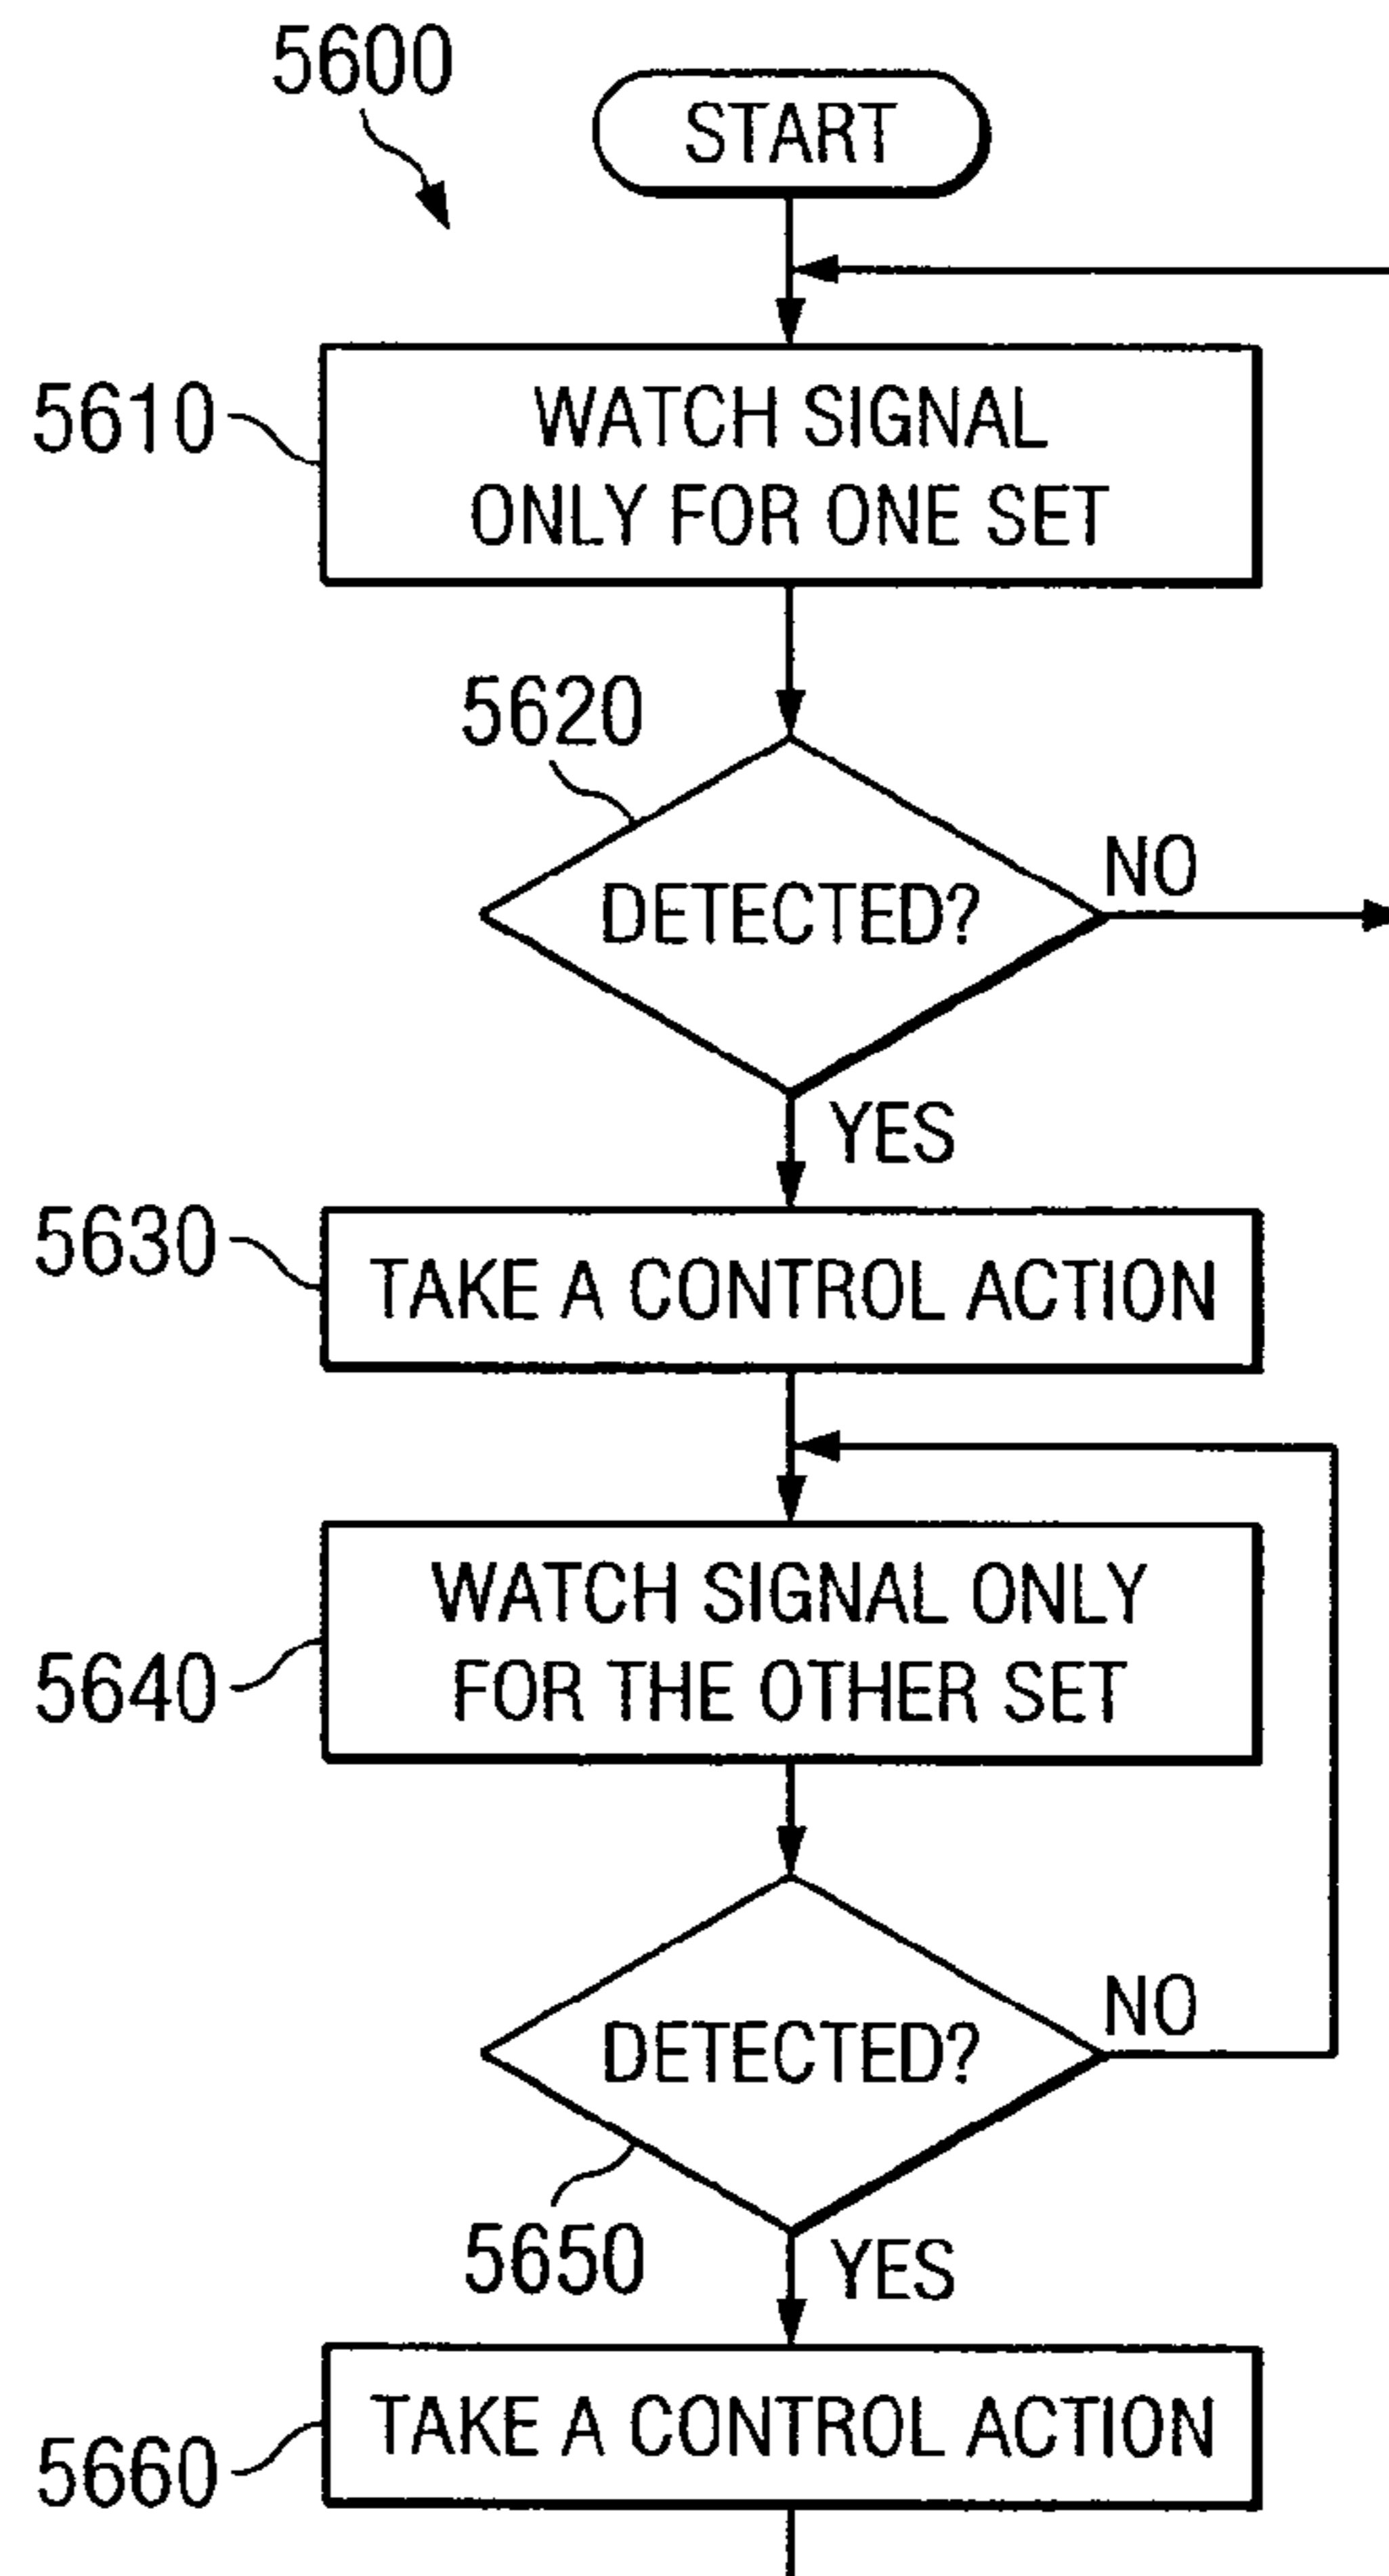 5600
START
5610
WATCH SIGNAL
ONLY FOR ONE SET
5620
DETECTED?
NO
YES
5630
TAKE A CONTROL ACTION
5640
WATCH SIGNAL ONLY
FOR THE OTHER SET
DETECTED?
NO
5650
YES
5660
TAKE A CONTROL ACTION